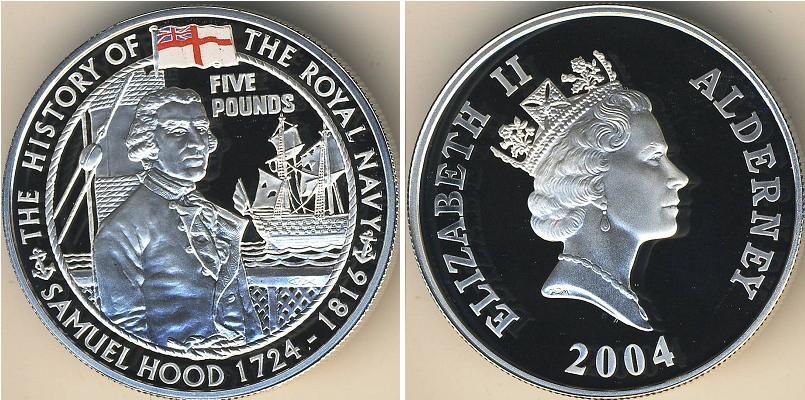 THE HISTORY OF THE ROYAL NAVY
FIVE
POUNDS
SAMUEL HOOD 1724 - 1816
ELIZABETH II
ALDERNEY
2004